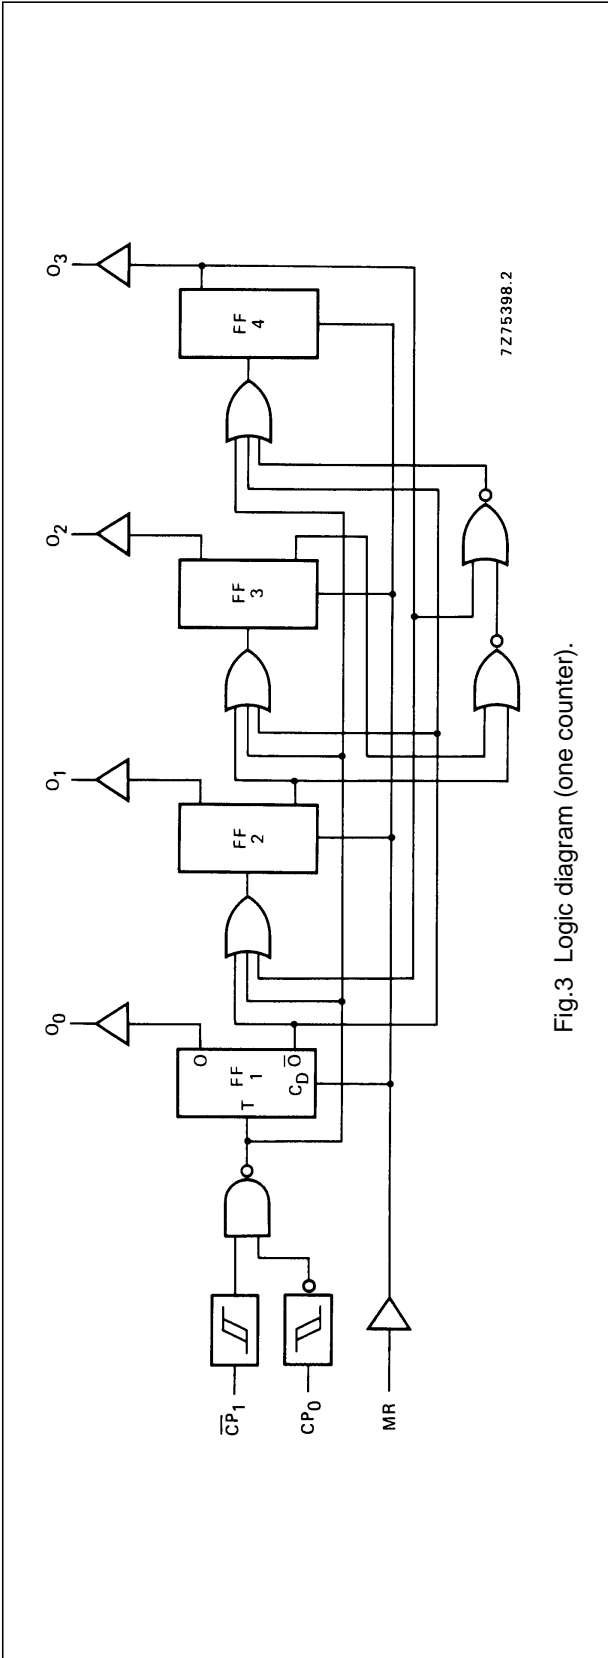 O0
O1
O2
O3
O
FF
1
T
O̅
CD
FF
2
FF
3
FF
4
C̅P̅1
CP0
MR
7Z75398.2
Fig.3 Logic diagram (one counter).